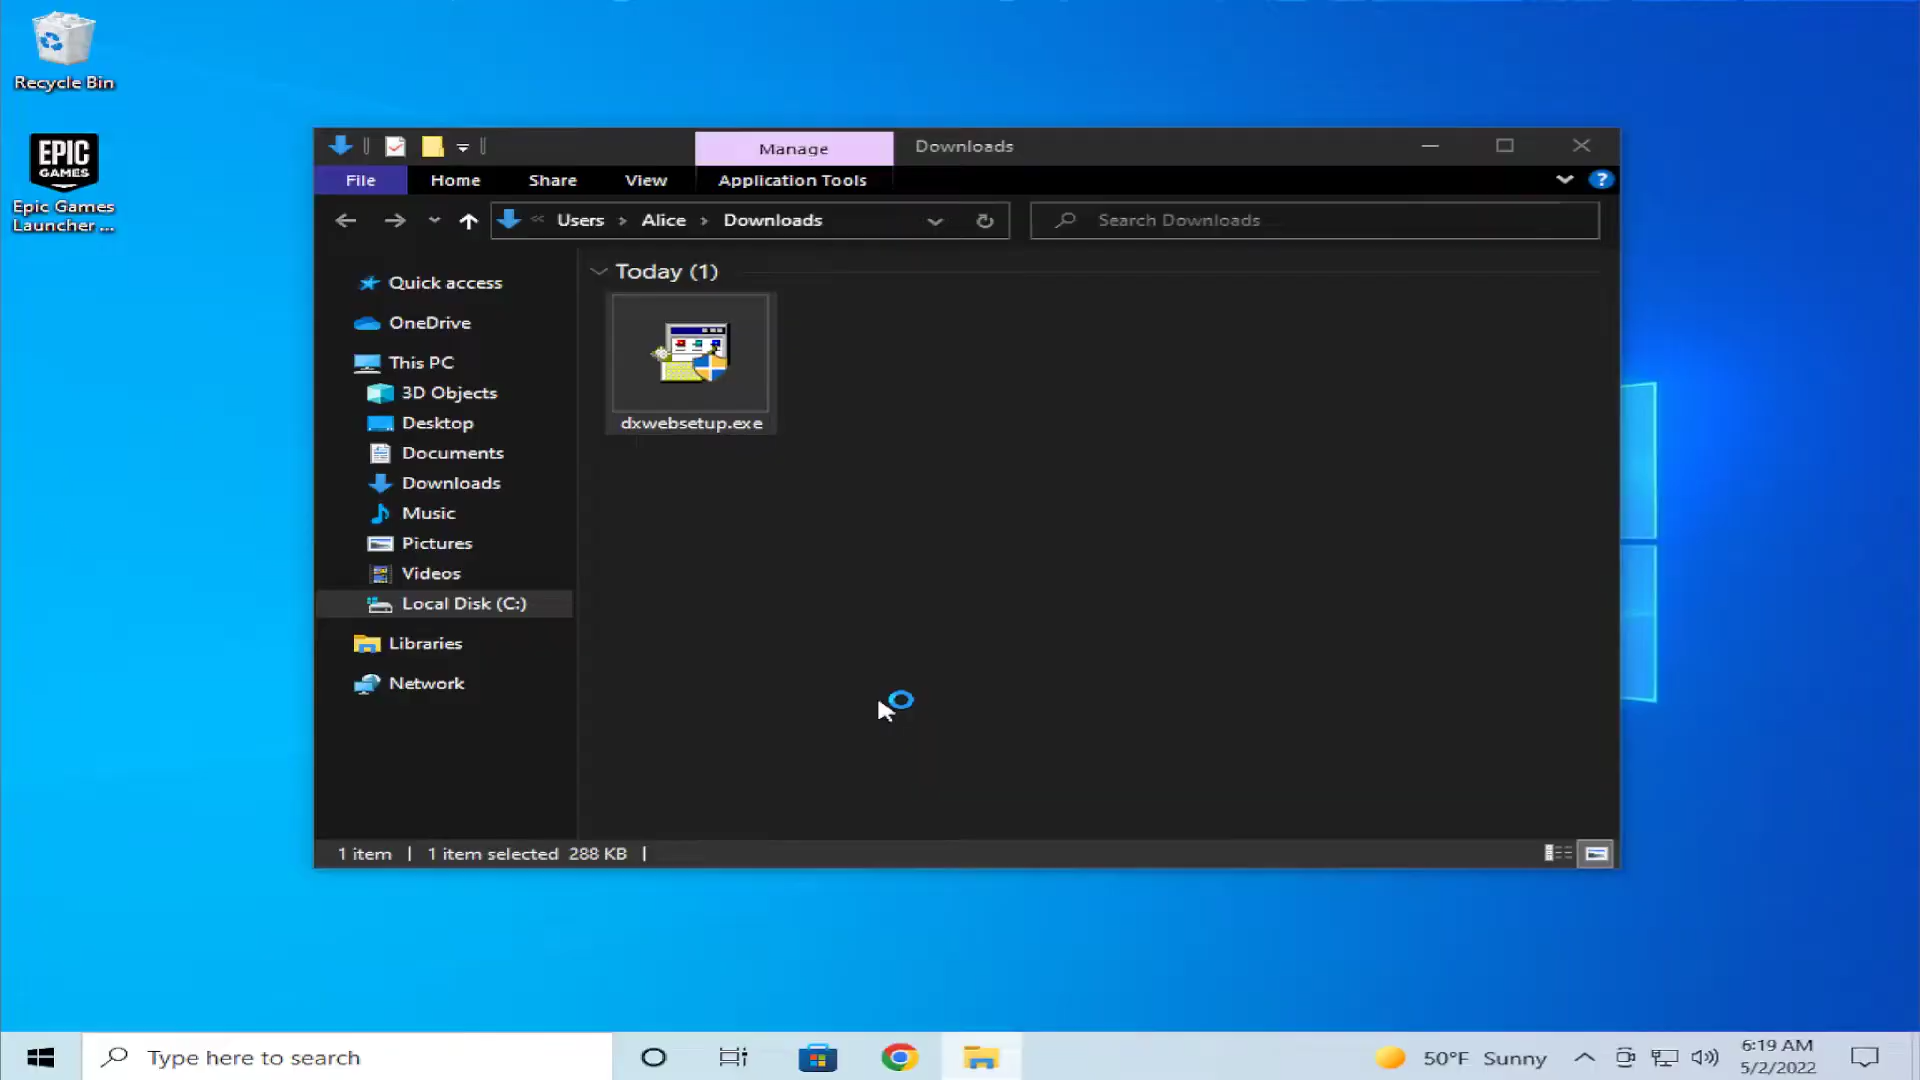 Recycle Bin
EPIC
GAMES
Epic Games
Launcher ...
Manage
Downloads
File
Home
Share
View
Application Tools
?
« Users > Alice > Downloads
Search Downloads
Quick access
OneDrive
This PC
3D Objects
Desktop
Documents
Downloads
Music
Pictures
Videos
Local Disk (C:)
Libraries
Network
Today (1)
dxwebsetup.exe
1 item | 1 item selected 288 KB |
Type here to search
50°F Sunny
6:19 AM
5/2/2022